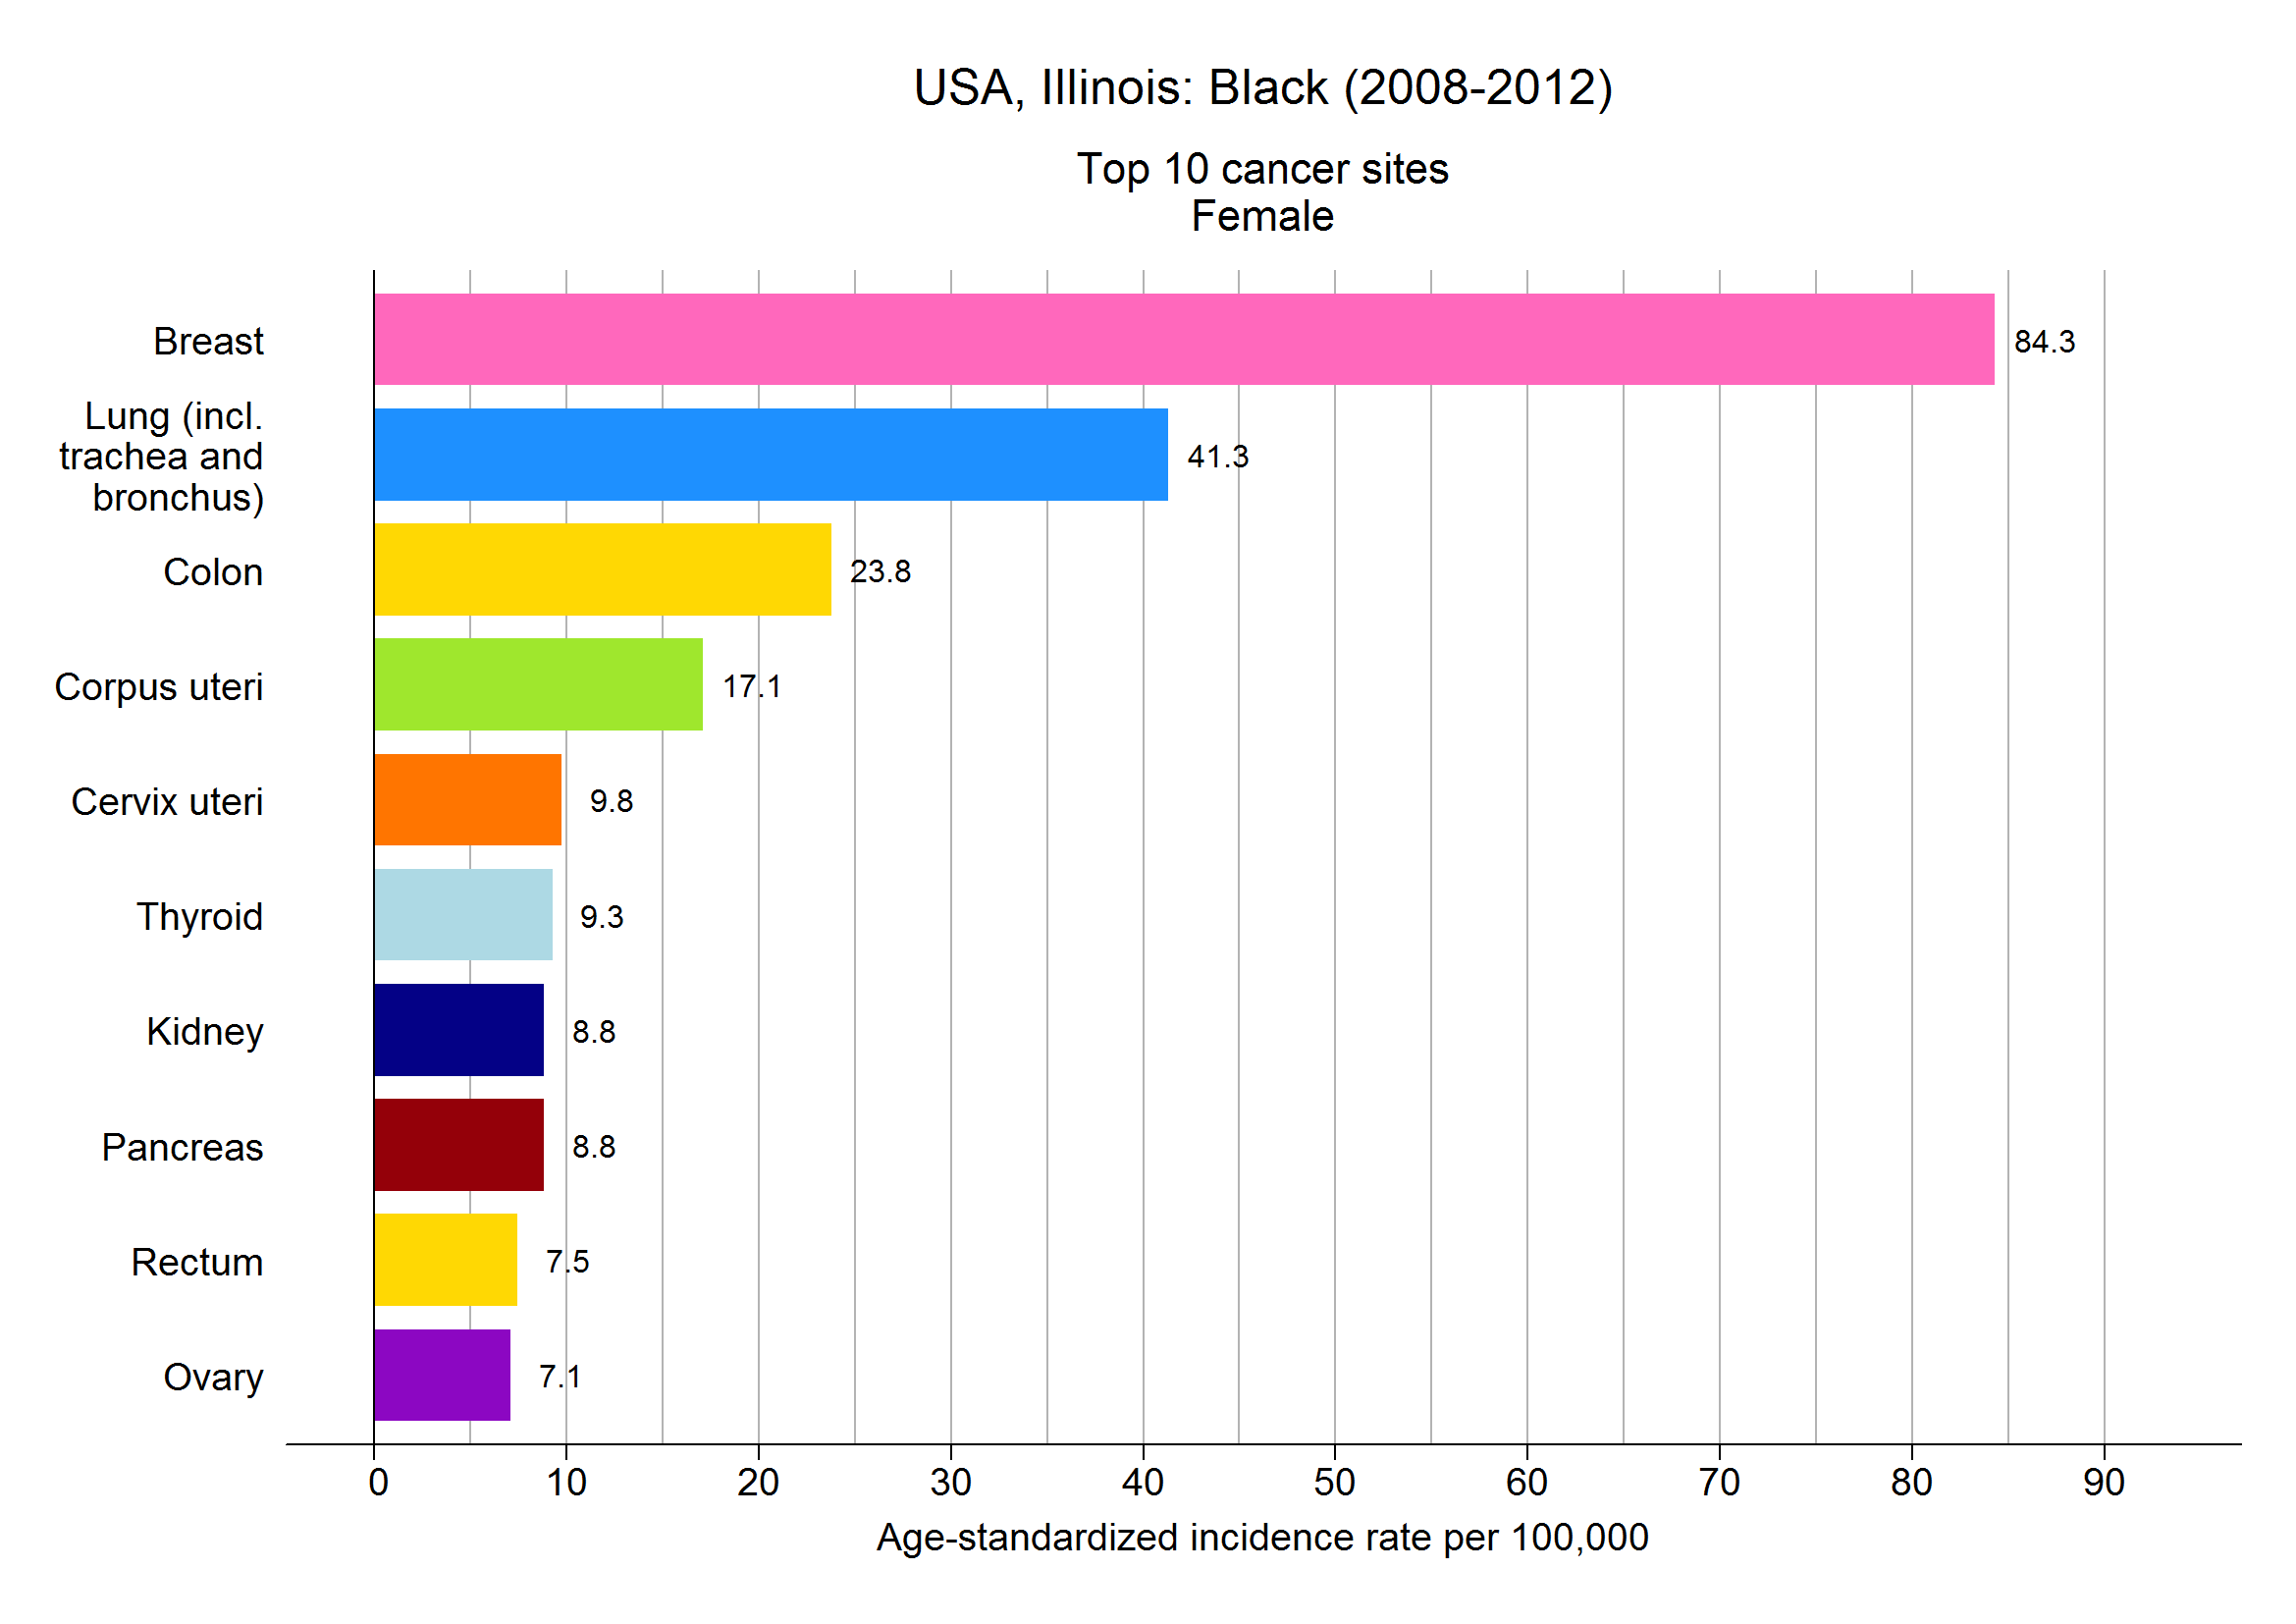 USA, Illinois: Black (2008-2012)
Top 10 cancer sites
Female
Breast
84.3
Lung (incl.
trachea and
bronchus)
41.3
Colon
23.8
Corpus uteri
17.1
Cervix uteri
9.8
Thyroid
9.3
Kidney
8.8
Pancreas
8.8
Rectum
7.5
Ovary
7.1
0 10 20 30 40 50 60 70 80 90
Age-standardized incidence rate per 100,000